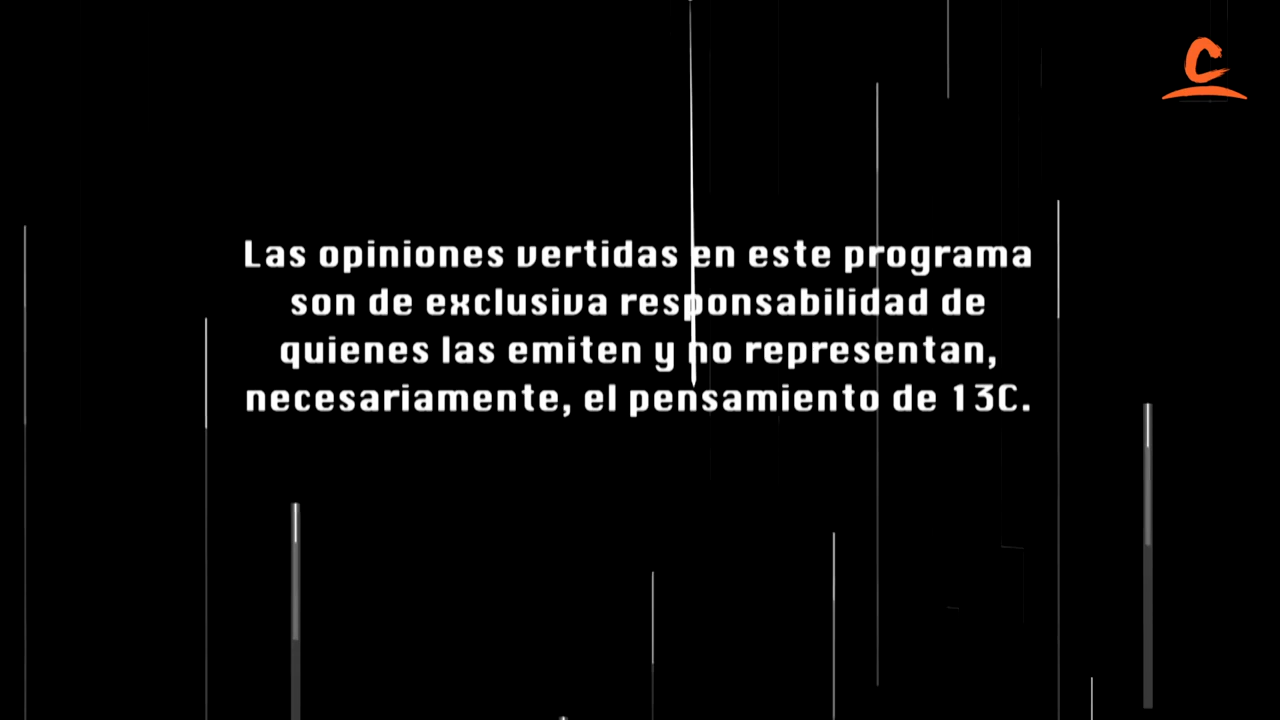 Las opiniones vertidas en este programa
son de exclusiva responsabilidad de
quienes las emiten y no representan,
necesariamente, el pensamiento de 13C.